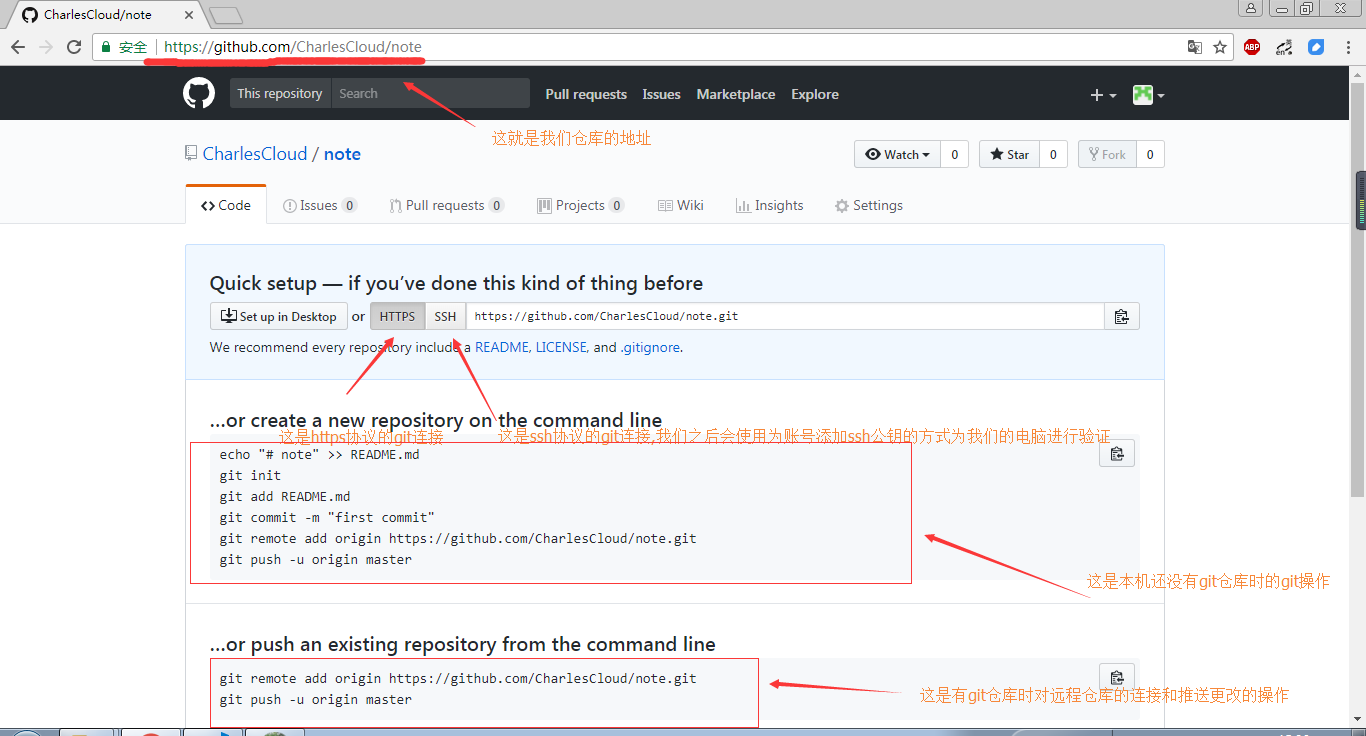 CharlesCloud/note
安全 https://github.com/CharlesCloud/note
This repository Search Pull requests Issues Marketplace Explore
这就是我们仓库的地址
CharlesCloud / note
Watch 0 Star 0 Fork 0
Code Issues 0 Pull requests 0 Projects 0 Wiki Insights Settings
Quick setup — if you’ve done this kind of thing before
Set up in Desktop or HTTPS SSH https://github.com/CharlesCloud/note.git
We recommend every repository include a README, LICENSE, and .gitignore.
…or create a new repository on the command line
这是https协议的git连接
这是ssh协议的git连接,我们之后会使用为账号添加ssh公钥的方式为我们的电脑进行验证
echo "# note" >> README.md
git init
git add README.md
git commit -m "first commit"
git remote add origin https://github.com/CharlesCloud/note.git
git push -u origin master
这是本机还没有git仓库时的git操作
…or push an existing repository from the command line
git remote add origin https://github.com/CharlesCloud/note.git
git push -u origin master
这是有git仓库时对远程仓库的连接和推送更改的操作